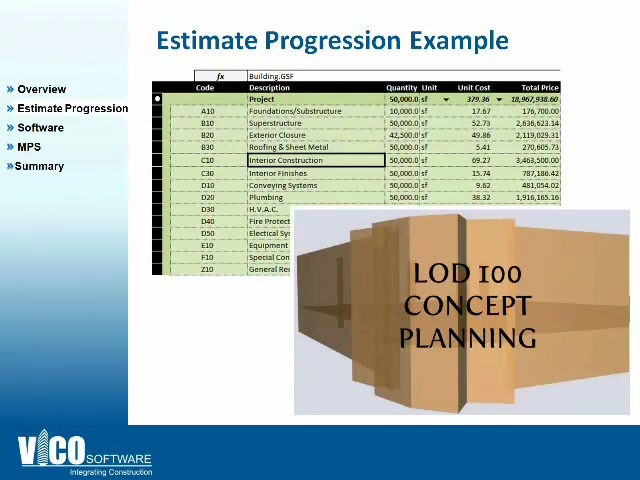 Estimate Progression Example
» Overview
» Estimate Progression
» Software
» MPS
» Summary
fx Building.GSF
Code Description Quantity Unit Unit Cost Total Price
Project 50,000.0 sf 379.36 18,967,938.60
A10 Foundations/Substructure 10,000.0 sf 17.67 176,700.00
B10 Superstructure 50,000.0 sf 52.73 2,636,623.14
B20 Exterior Closure 42,500.0 sf 49.86 2,119,029.31
B30 Roofing & Sheet Metal 50,000.0 sf 5.41 270,605.73
C10 Interior Construction 50,000.0 sf 69.27 3,463,500.00
C30 Interior Finishes 50,000.0 sf 15.74 787,186.42
D10 Conveying Systems 50,000.0 sf 9.62 481,054.02
D20 Plumbing 50,000.0 sf 38.32 1,916,165.16
D30 H.V.A.C.
D40 Fire Protect
D50 Electical Sys
E10 Equipment
F10 Special Con
Z10 General Req
LOD 100
CONCEPT
PLANNING
VICO SOFTWARE
Integrating Construction